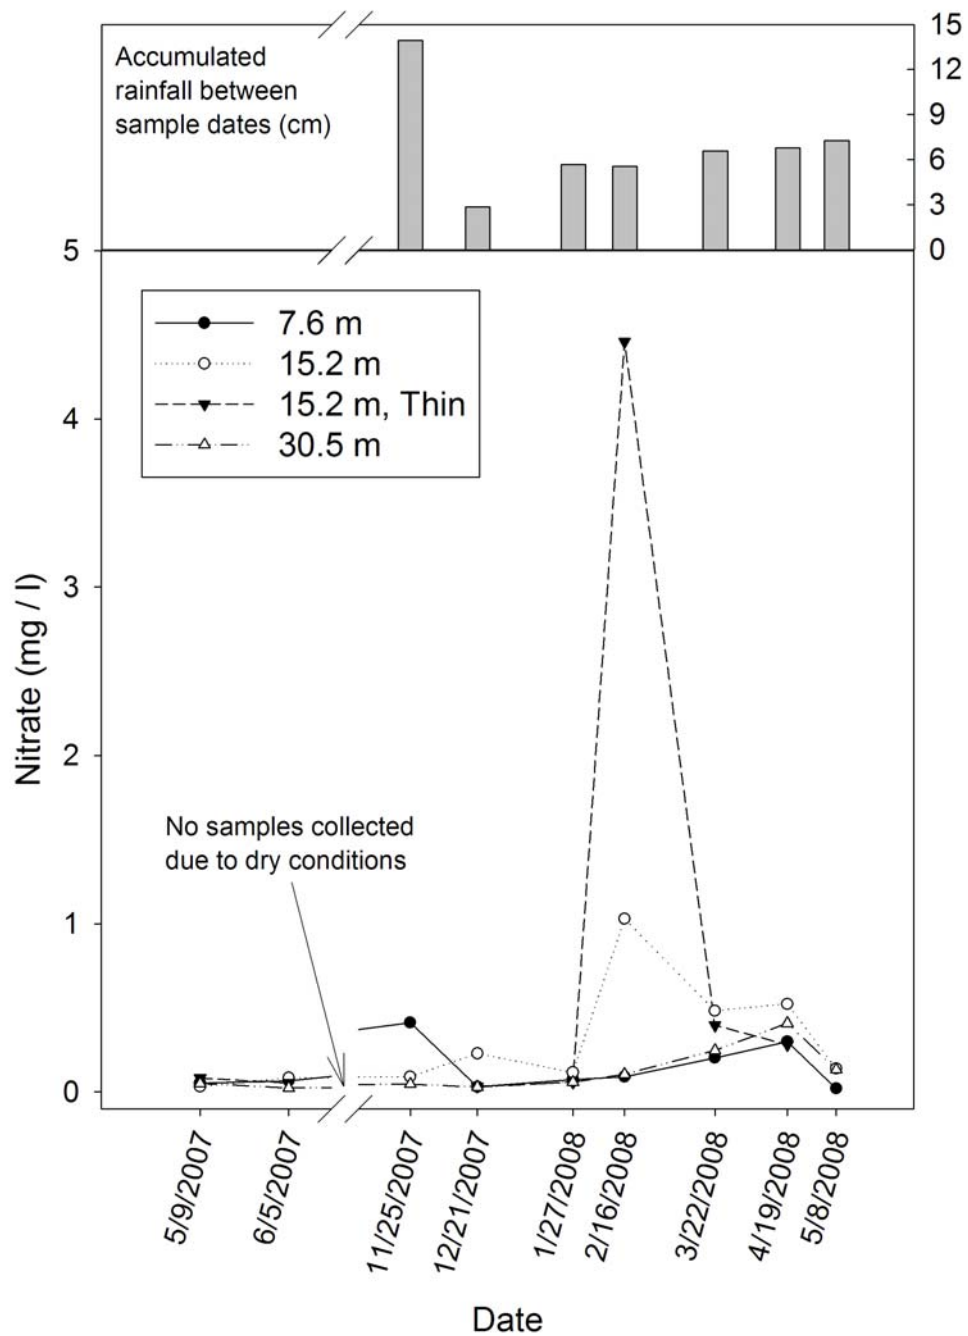 Accumulated
rainfall between
sample dates (cm)
15
12
9
6
3
0
5
4
3
2
1
0
Nitrate (mg / l)
7.6 m
15.2 m
15.2 m, Thin
30.5 m
No samples collected
due to dry conditions
5/9/2007
6/5/2007
11/25/2007
12/21/2007
1/27/2008
2/16/2008
3/22/2008
4/19/2008
5/8/2008
Date